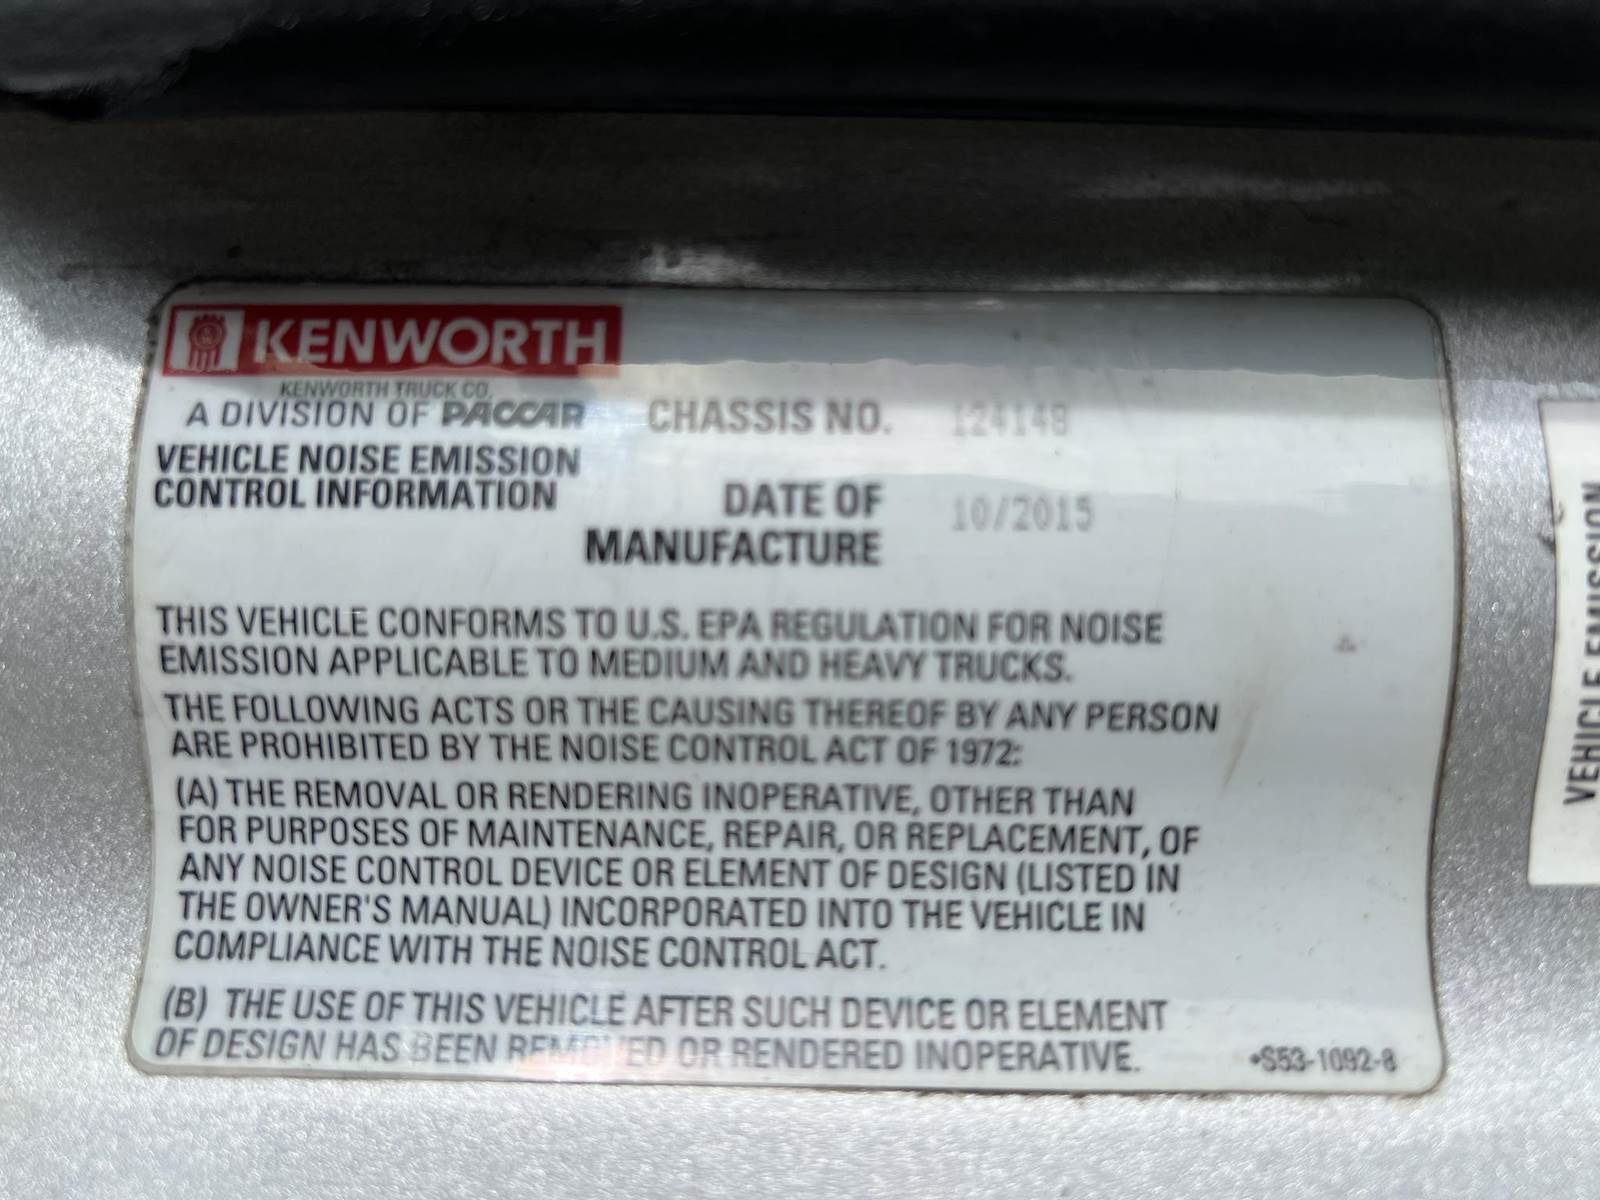 KENWORTH
KENWORTH TRUCK CO.
A DIVISION OF PACCAR
CHASSIS NO. 124148
VEHICLE NOISE EMISSION
CONTROL INFORMATION
DATE OF
MANUFACTURE
10/2015
THIS VEHICLE CONFORMS TO U.S. EPA REGULATION FOR NOISE
EMISSION APPLICABLE TO MEDIUM AND HEAVY TRUCKS.
THE FOLLOWING ACTS OR THE CAUSING THEREOF BY ANY PERSON
ARE PROHIBITED BY THE NOISE CONTROL ACT OF 1972:
(A) THE REMOVAL OR RENDERING INOPERATIVE, OTHER THAN
FOR PURPOSES OF MAINTENANCE, REPAIR, OR REPLACEMENT, OF
ANY NOISE CONTROL DEVICE OR ELEMENT OF DESIGN (LISTED IN
THE OWNER'S MANUAL) INCORPORATED INTO THE VEHICLE IN
COMPLIANCE WITH THE NOISE CONTROL ACT.
(B) THE USE OF THIS VEHICLE AFTER SUCH DEVICE OR ELEMENT
OF DESIGN HAS BEEN REMOVED OR RENDERED INOPERATIVE.
•S53-1092-8
VEHICLE EMISSION